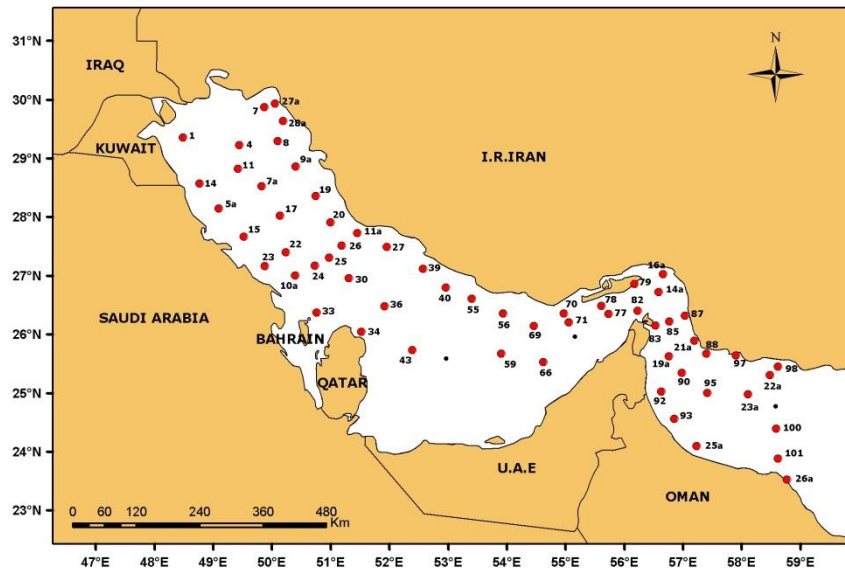 31°N
30°N
29°N
28°N
27°N
26°N
25°N
24°N
23°N
IRAQ
KUWAIT
I.R.IRAN
SAUDI ARABIA
BAHRAIN
QATAR
U.A.E
OMAN
N
27a
7
28a
1
4
8
9a
11
14
7a
19
5a
17
20
15
11a
22
26
27
23
25
24
10a
30
39
16a
79
14a
40
55
36
70
78
82
87
33
56
77
71
85
34
69
83
21a
88
43
59
66
19a
97
98
90
22a
92
95
23a
93
100
25a
101
26a
0 60 120 240 360 480
Km
47°E 48°E 49°E 50°E 51°E 52°E 53°E 54°E 55°E 56°E 57°E 58°E 59°E